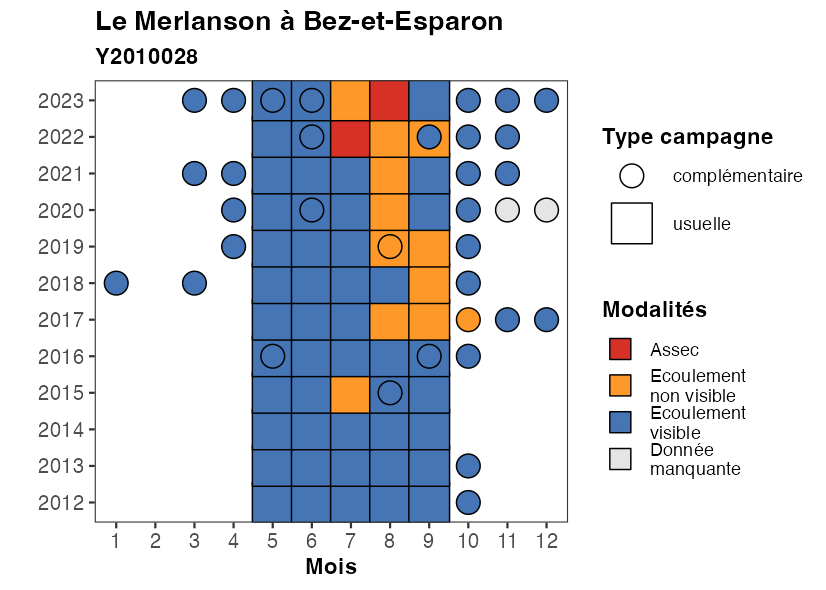 Le Merlanson à Bez-et-Esparon
Y2010028
2023
2022
2021
2020
2019
2018
2017
2016
2015
2014
2013
2012
1 2 3 4 5 6 7 8 9 10 11 12
Mois
Type campagne
complémentaire
usuelle
Modalités
Assec
Ecoulement
non visible
Ecoulement
visible
Donnée
manquante